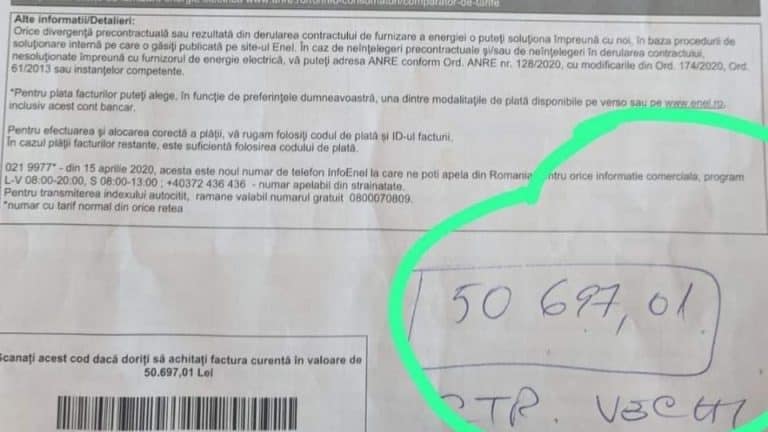 Alte informatii/Detalieri:
Orice divergență precontractuală sau rezultată din derularea contractului de furnizare a energiei o puteți soluționa împreună cu noi, în baza procedurii de
soluționare internă pe care o găsiți publicată pe site-ul Enel. În caz de neînțelegeri precontractuale și/sau de neînțelegeri în derularea contractului,
nesoluționate împreună cu furnizorul de energie electrică, vă puteți adresa ANRE conform Ord. ANRE nr. 128/2020, cu modificarile din Ord. 174/2020, Ord.
61/2013 sau instanțelor competente.
*Pentru plata facturilor puteți alege, în funcție de preferințele dumneavoastră, una dintre modalitațile de plată disponibile pe verso sau pe www.enel.ro,
inclusiv acest cont bancar.
Pentru efectuarea și alocarea corectă a plății, vă rugam folosiți codul de plată și ID-ul facturii.
În cazul plății facturilor restante, este suficientă folosirea codului de plată.
021 9977* - din 15 aprilie 2020, acesta este noul numar de telefon InfoEnel la care ne poti apela din Romania pentru orice informatie comerciala, program
L-V 08:00-20:00, S 08:00-13:00 ; +40372 436 436 - numar apelabil din strainatate.
Pentru transmiterea indexului autocitit, ramane valabil numarul gratuit 0800070809.
*numar cu tarif normal din orice retea
50 697,01
STR. VECHI
Scanați acest cod dacă doriți să achitați factura curentă în valoare de
50.697,01 Lei